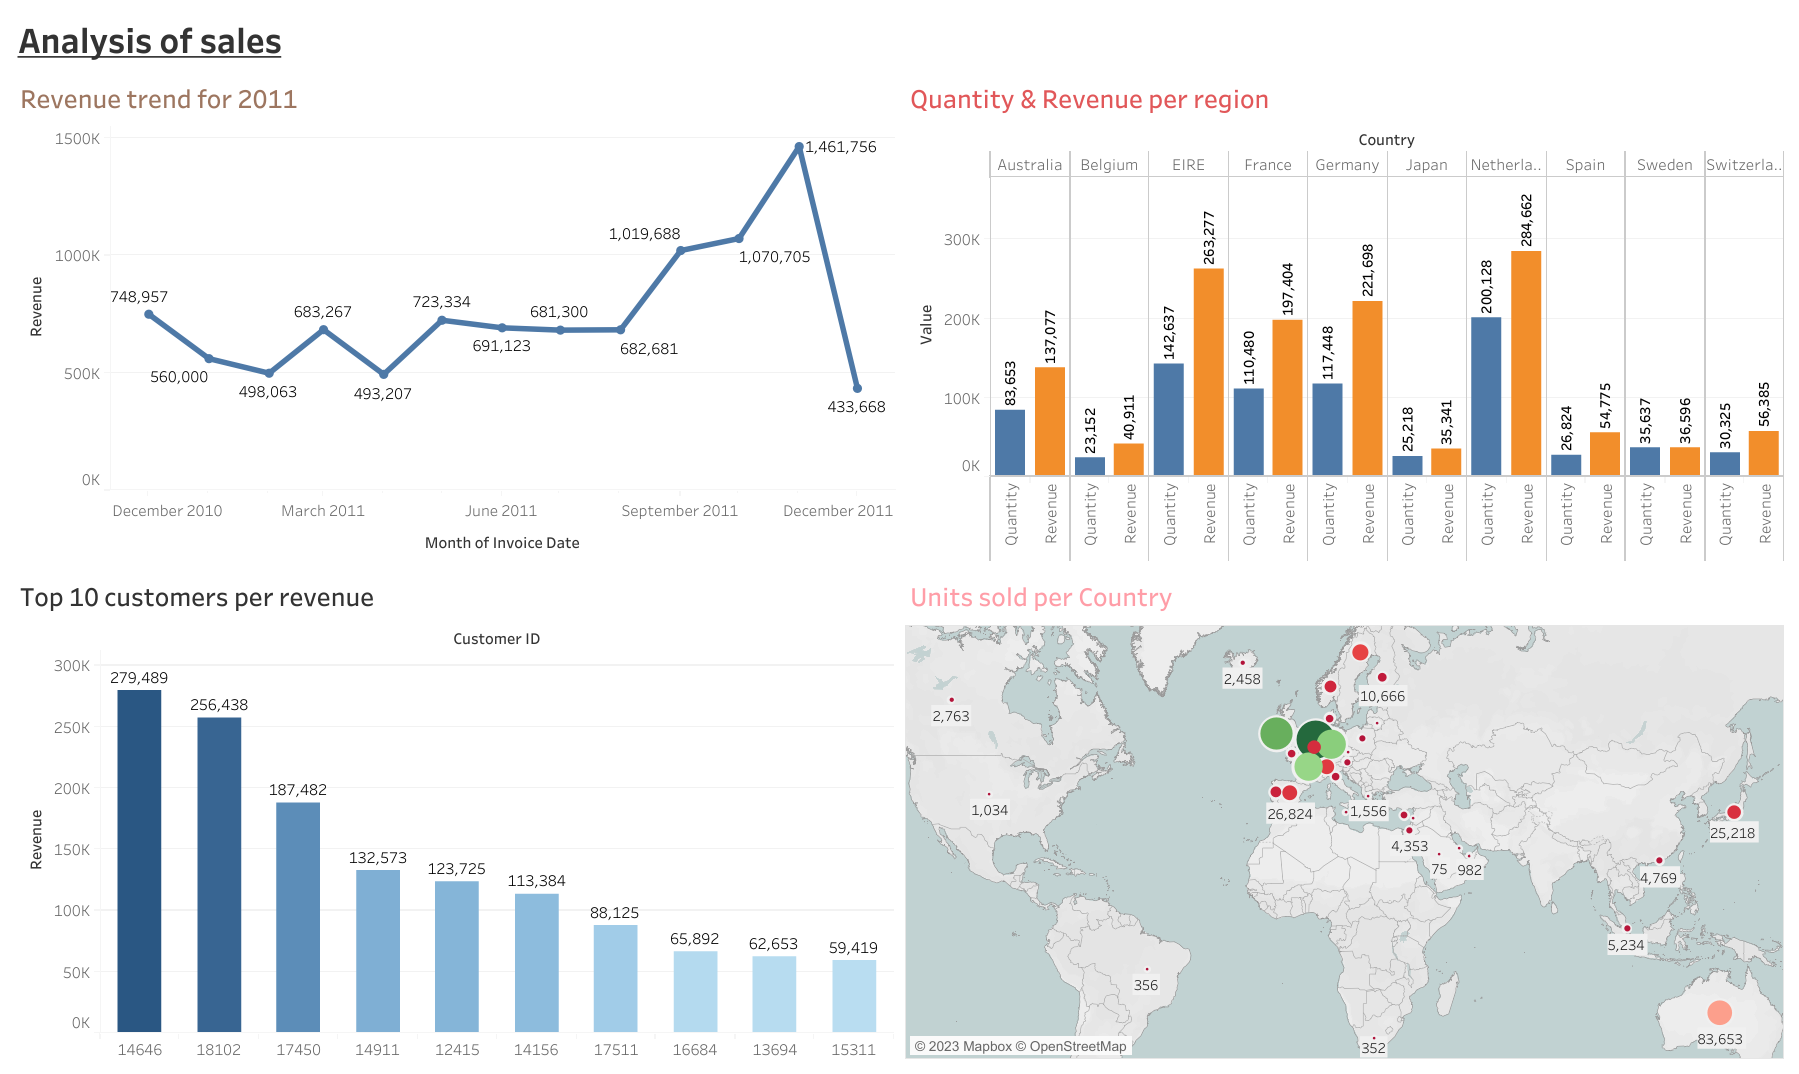 Analysis of sales
Revenue trend for 2011
1500K
1000K
500K
0K
Revenue
748,957
560,000
498,063
683,267
493,207
723,334
691,123
681,300
682,681
1,019,688
1,070,705
1,461,756
433,668
December 2010
March 2011
June 2011
September 2011
December 2011
Month of Invoice Date
Quantity & Revenue per region
Country
Australia
Belgium
EIRE
France
Germany
Japan
Netherla..
Spain
Sweden
Switzerla..
300K
200K
100K
0K
Value
83,653
137,077
23,152
40,911
142,637
263,277
110,480
197,404
117,448
221,698
25,218
35,341
200,128
284,662
26,824
54,775
35,637
36,596
30,325
56,385
Quantity
Revenue
Quantity
Revenue
Quantity
Revenue
Quantity
Revenue
Quantity
Revenue
Quantity
Revenue
Quantity
Revenue
Quantity
Revenue
Quantity
Revenue
Quantity
Revenue
Top 10 customers per revenue
Customer ID
300K
250K
200K
150K
100K
50K
0K
Revenue
279,489
256,438
187,482
132,573
123,725
113,384
88,125
65,892
62,653
59,419
14646
18102
17450
14911
12415
14156
17511
16684
13694
15311
Units sold per Country
2,458
10,666
2,763
1,034
26,824
1,556
4,353
75
982
25,218
4,769
5,234
356
352
83,653
© 2023 Mapbox © OpenStreetMap